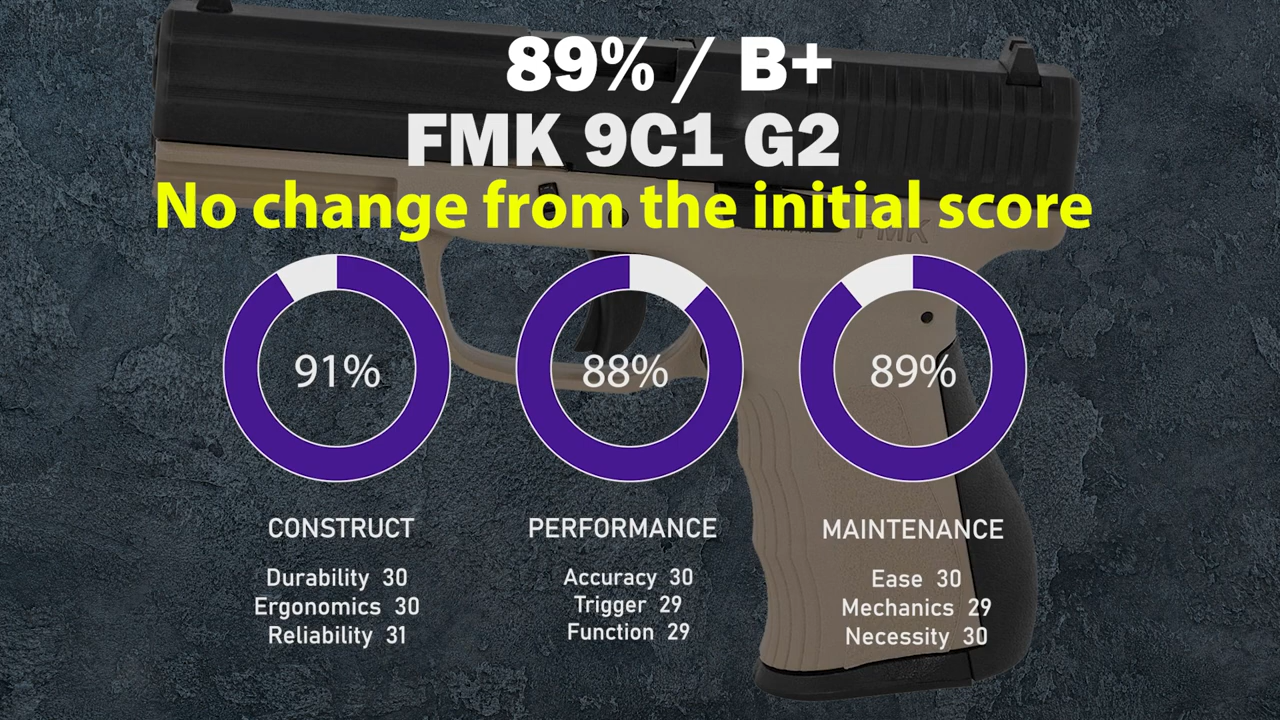 89% / B+
FMK 9C1 G2
No change from the initial score
FMK
91%
88%
89%
CONSTRUCT
Durability 30
Ergonomics 30
Reliability 31
PERFORMANCE
Accuracy 30
Trigger 29
Function 29
MAINTENANCE
Ease 30
Mechanics 29
Necessity 30